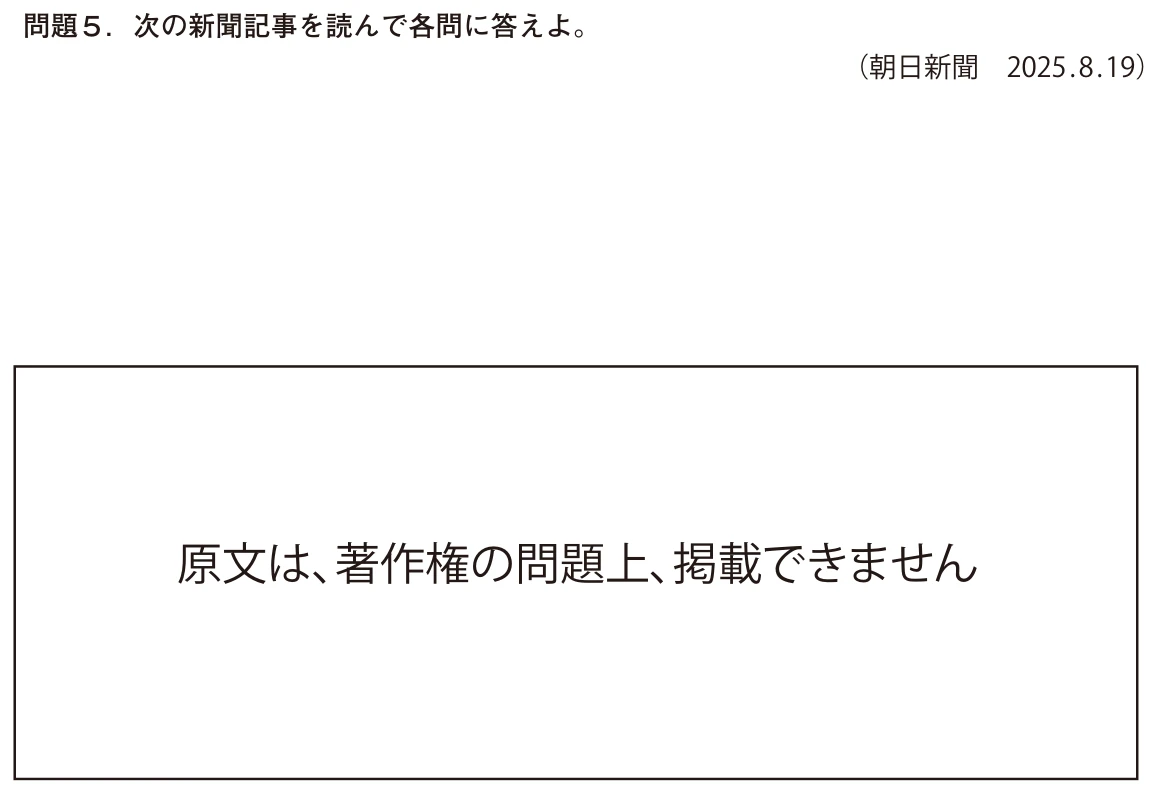 問題５．次の新聞記事を読んで各問に答えよ。
（朝日新聞　2025.8.19）
原文は、著作権の問題上、掲載できません